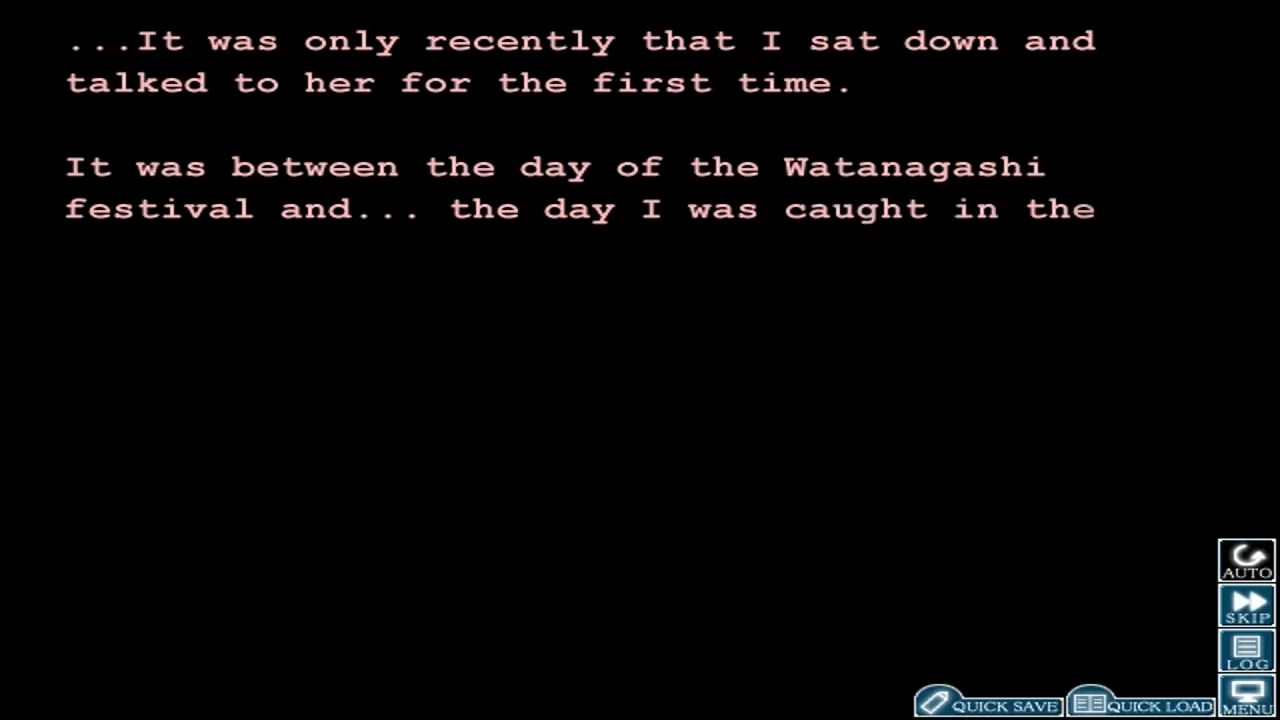 ...It was only recently that I sat down and
talked to her for the first time.
It was between the day of the Watanagashi
festival and... the day I was caught in the
AUTO
SKIP
LOG
QUICK SAVE
QUICK LOAD
MENU